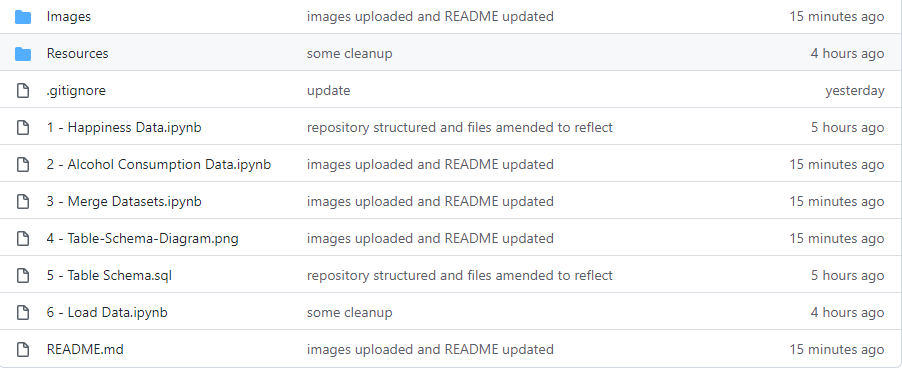 Images images uploaded and README updated 15 minutes ago
Resources some cleanup 4 hours ago
.gitignore update yesterday
1 - Happiness Data.ipynb repository structured and files amended to reflect 5 hours ago
2 - Alcohol Consumption Data.ipynb images uploaded and README updated 15 minutes ago
3 - Merge Datasets.ipynb images uploaded and README updated 15 minutes ago
4 - Table-Schema-Diagram.png images uploaded and README updated 15 minutes ago
5 - Table Schema.sql repository structured and files amended to reflect 5 hours ago
6 - Load Data.ipynb some cleanup 4 hours ago
README.md images uploaded and README updated 15 minutes ago